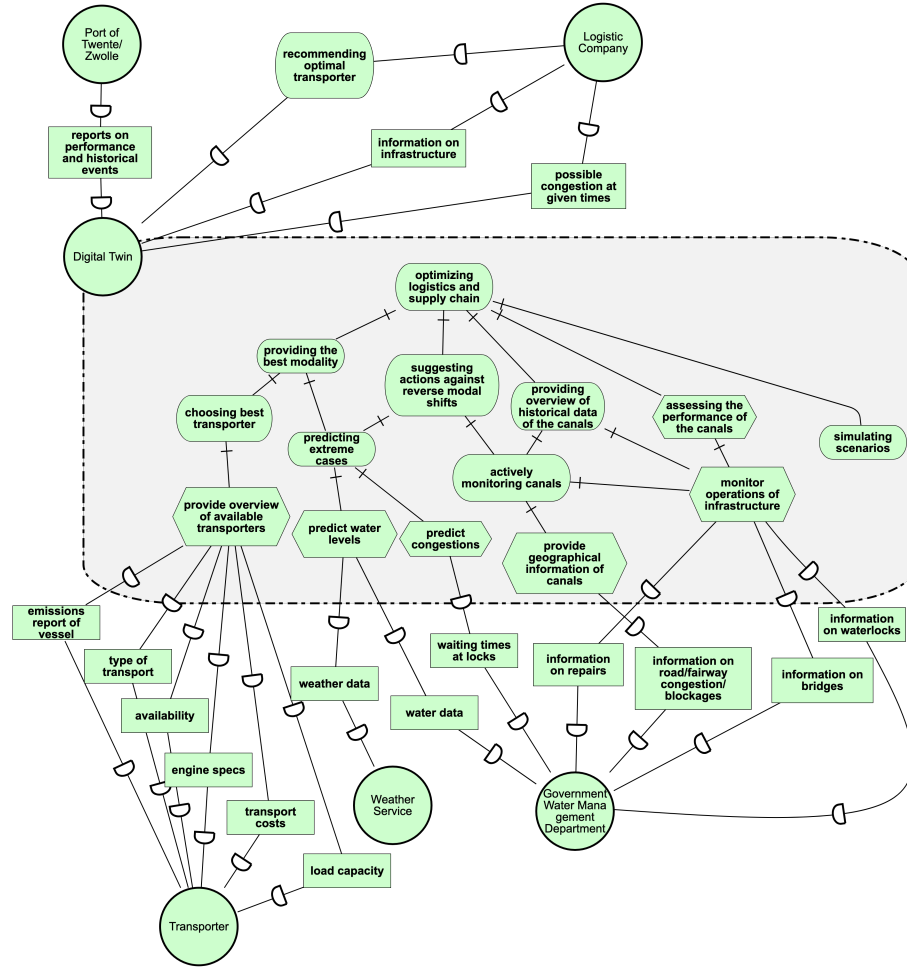 Port of
Twente/
Zwolle
recommending
optimal
transporter
Logistic
Company
reports on
performance
and historical
events
information on
infrastructure
possible
congestion at
given times
Digital Twin
optimizing
logistics and
supply chain
providing the
best modality
suggesting
actions against
reverse modal
shifts
providing
overview of
historical data
of the canals
assessing the
performance of
the canals
simulating
scenarios
choosing best
transporter
predicting
extreme
cases
actively
monitoring canals
monitor
operations of
infrastructure
provide overview
of available
transporters
predict water
levels
predict
congestions
provide
geographical
information of
canals
emissions
report of
vessel
type of
transport
availability
engine specs
transport
costs
load capacity
weather data
water data
waiting times
at locks
information
on repairs
information on
road/fairway
congestion/
blockages
information on
bridges
information
on waterlocks
Weather
Service
Government
Water Mana
gement
Department
Transporter